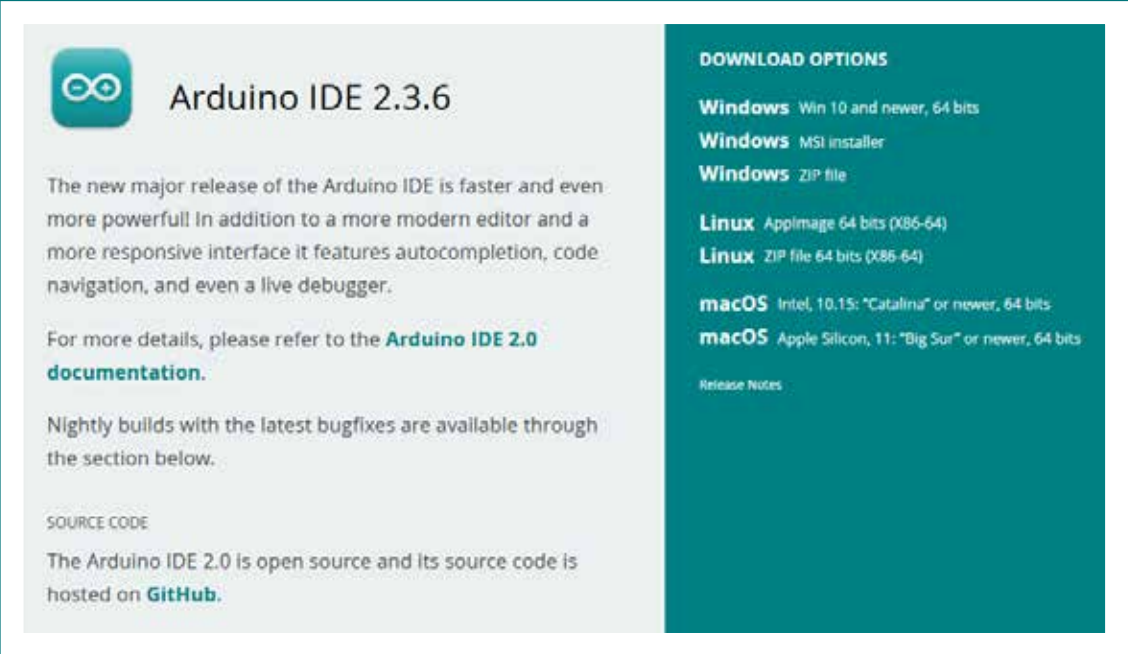 Arduino IDE 2.3.6
The new major release of the Arduino IDE is faster and even
more powerful! In addition to a more modern editor and a
more responsive interface it features autocompletion, code
navigation, and even a live debugger.
For more details, please refer to the Arduino IDE 2.0
documentation.
Nightly builds with the latest bugfixes are available through
the section below.
SOURCE CODE
The Arduino IDE 2.0 is open source and its source code is
hosted on GitHub.
DOWNLOAD OPTIONS
Windows Win 10 and newer, 64 bits
Windows MSI installer
Windows ZIP file
Linux AppImage 64 bits (X86-64)
Linux ZIP file 64 bits (X86-64)
macOS Intel, 10.15: "Catalina" or newer, 64 bits
macOS Apple Silicon, 11: "Big Sur" or newer, 64 bits
Release Notes